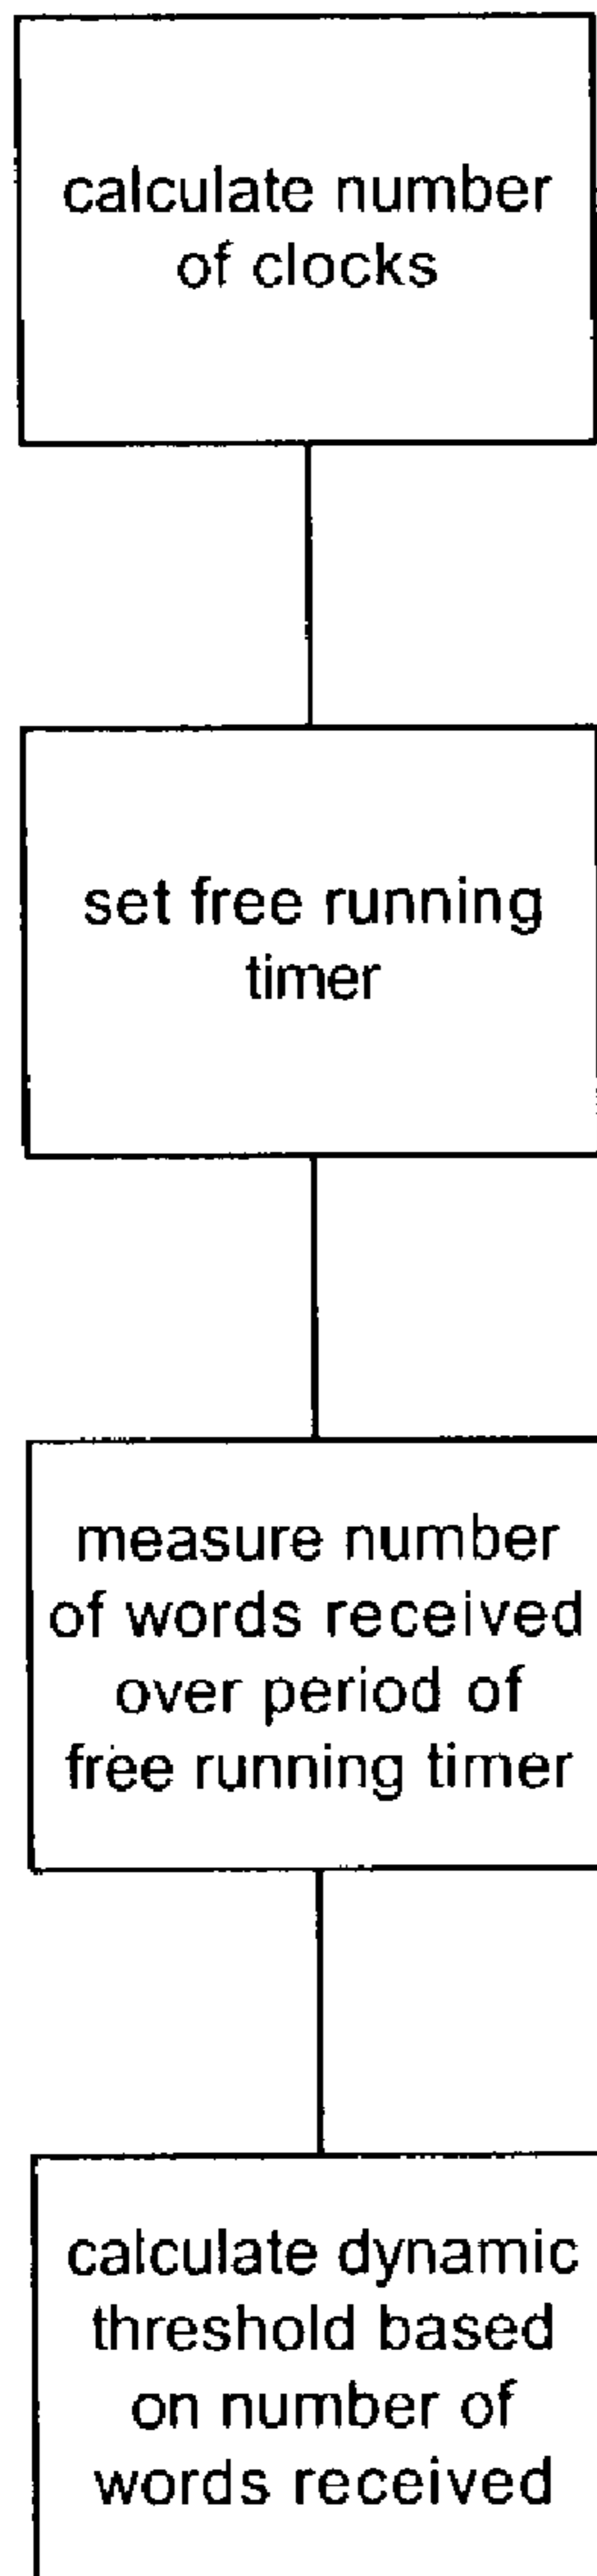 calculate number
of clocks
set free running
timer
measure number
of words received
over period of
free running timer
calculate dynamic
threshold based
on number of
words received